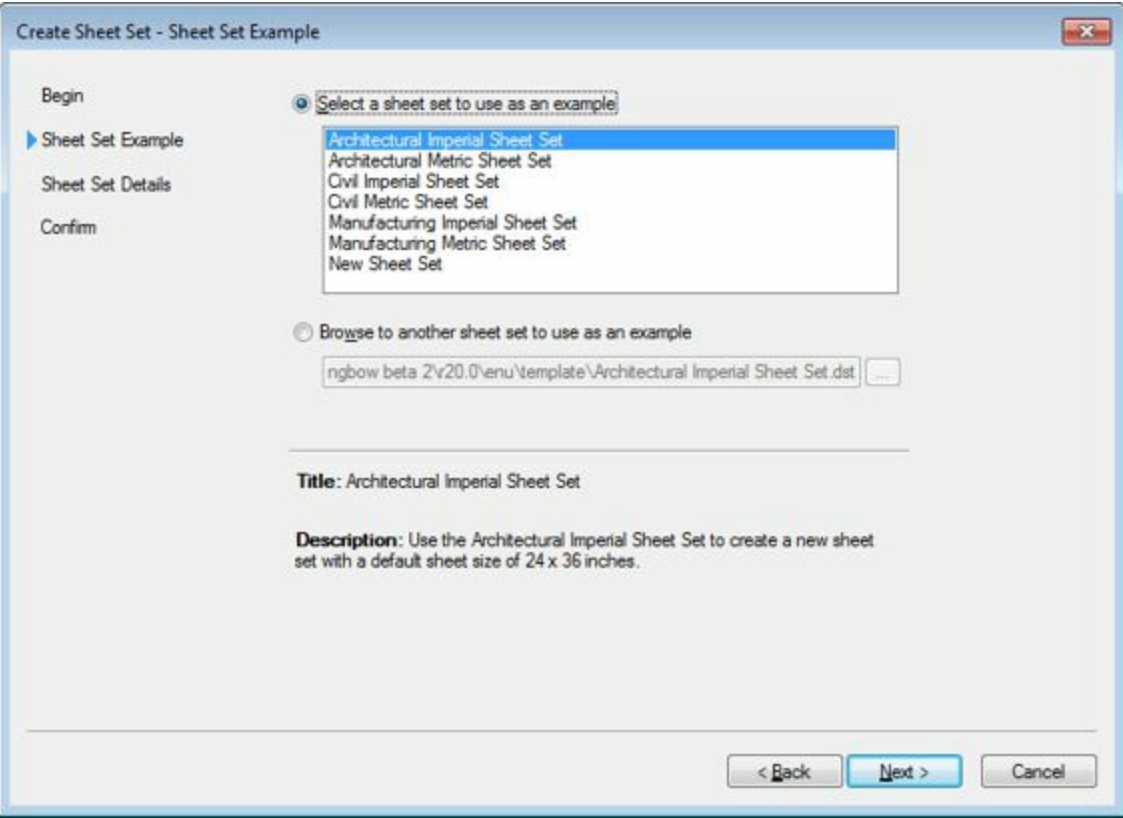 Create Sheet Set - Sheet Set Example
Begin
Sheet Set Example
Sheet Set Details
Confirm
Select a sheet set to use as an example
Architectural Imperial Sheet Set
Architectural Metric Sheet Set
Civil Imperial Sheet Set
Civil Metric Sheet Set
Manufacturing Imperial Sheet Set
Manufacturing Metric Sheet Set
New Sheet Set
Browse to another sheet set to use as an example
ngbow beta 2\r20.0\enu\template\Architectural Imperial Sheet Set.dst ...
Title: Architectural Imperial Sheet Set
Description: Use the Architectural Imperial Sheet Set to create a new sheet
set with a default sheet size of 24 x 36 inches.
< Back Next > Cancel